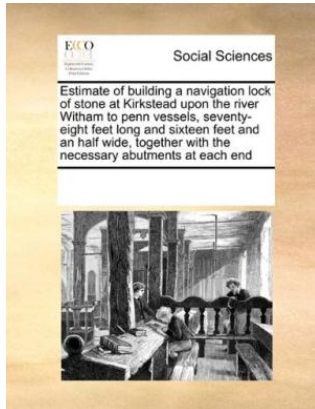 ECCO
Social Sciences
Estimate of building a navigation lock
of stone at Kirkstead upon the river
Witham to penn vessels, seventy-
eight feet long and sixteen feet and
an half wide, together with the
necessary abutments at each end